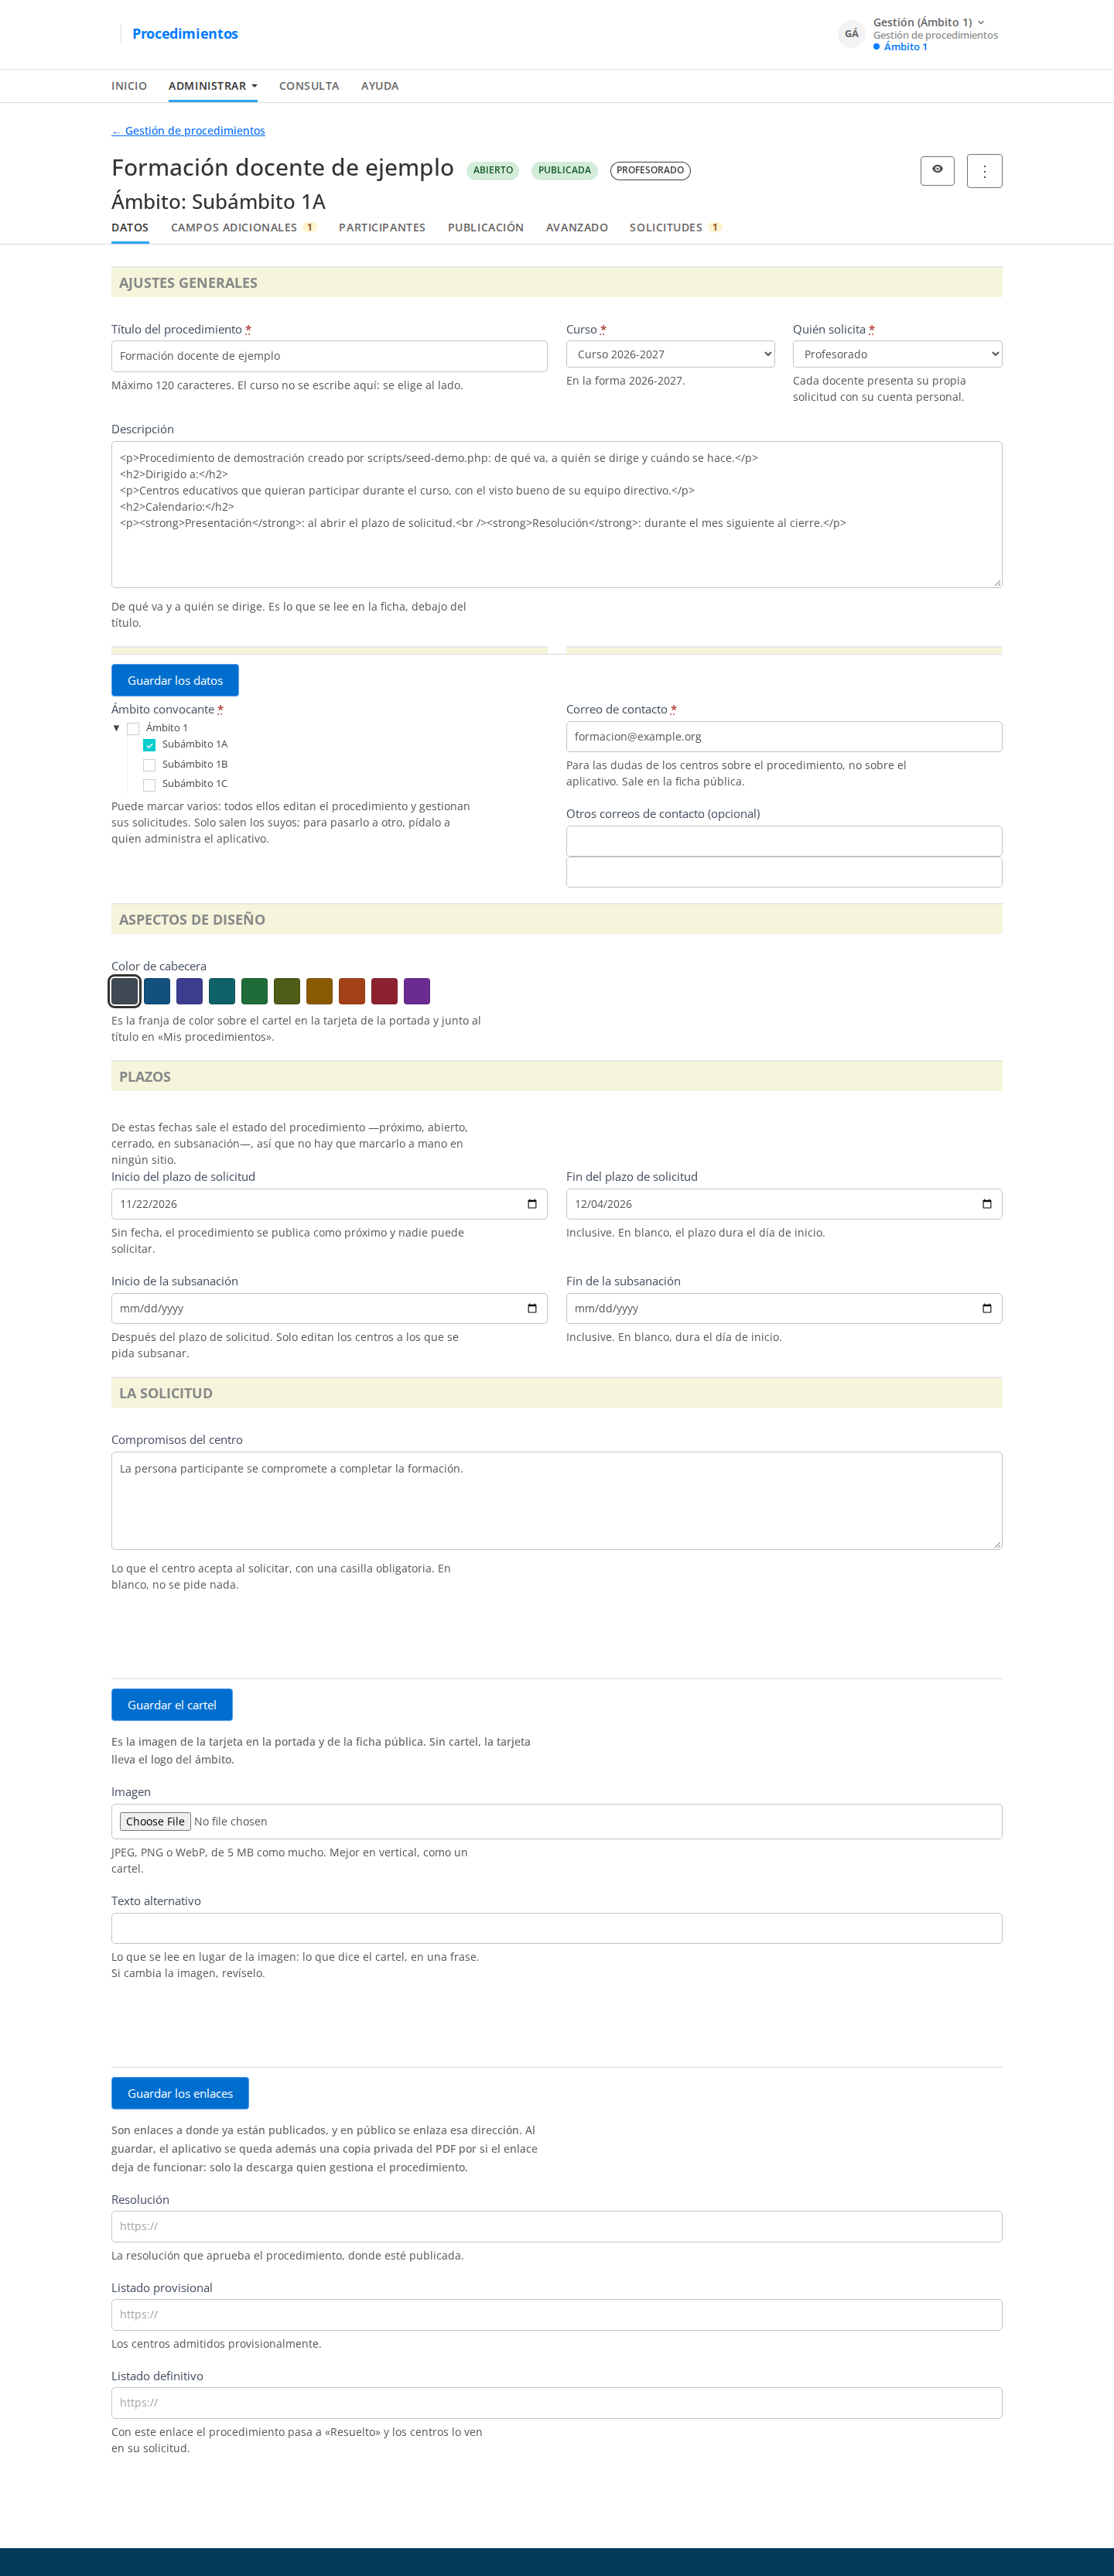 Procedimientos
GÁ
Gestión (Ámbito 1)
Gestión de procedimientos
Ámbito 1
INICIO
ADMINISTRAR
CONSULTA
AYUDA
← Gestión de procedimientos
Formación docente de ejemplo ABIERTO PUBLICADA PROFESORADO
Ámbito: Subámbito 1A
DATOS
CAMPOS ADICIONALES 1
PARTICIPANTES
PUBLICACIÓN
AVANZADO
SOLICITUDES 1
AJUSTES GENERALES
Título del procedimiento *
Formación docente de ejemplo
Máximo 120 caracteres. El curso no se escribe aquí: se elige al lado.
Curso *
Curso 2026-2027
En la forma 2026-2027.
Quién solicita *
Profesorado
Cada docente presenta su propia
solicitud con su cuenta personal.
Descripción
<p>Procedimiento de demostración creado por scripts/seed-demo.php: de qué va, a quién se dirige y cuándo se hace.</p>
<h2>Dirigido a:</h2>
<p>Centros educativos que quieran participar durante el curso, con el visto bueno de su equipo directivo.</p>
<h2>Calendario:</h2>
<p><strong>Presentación</strong>: al abrir el plazo de solicitud.<br /><strong>Resolución</strong>: durante el mes siguiente al cierre.</p>
De qué va y a quién se dirige. Es lo que se lee en la ficha, debajo del
título.
Guardar los datos
Ámbito convocante *
▼ Ámbito 1
Subámbito 1A
Subámbito 1B
Subámbito 1C
Puede marcar varios: todos ellos editan el procedimiento y gestionan
sus solicitudes. Solo salen los suyos; para pasarlo a otro, pídalo a
quien administra el aplicativo.
Correo de contacto *
formacion@example.org
Para las dudas de los centros sobre el procedimiento, no sobre el
aplicativo. Sale en la ficha pública.
Otros correos de contacto (opcional)
ASPECTOS DE DISEÑO
Color de cabecera
Es la franja de color sobre el cartel en la tarjeta de la portada y junto al
título en «Mis procedimientos».
PLAZOS
De estas fechas sale el estado del procedimiento —próximo, abierto,
cerrado, en subsanación—, así que no hay que marcarlo a mano en
ningún sitio.
Inicio del plazo de solicitud
11/22/2026
Sin fecha, el procedimiento se publica como próximo y nadie puede
solicitar.
Fin del plazo de solicitud
12/04/2026
Inclusive. En blanco, el plazo dura el día de inicio.
Inicio de la subsanación
mm/dd/yyyy
Después del plazo de solicitud. Solo editan los centros a los que se
pida subsanar.
Fin de la subsanación
mm/dd/yyyy
Inclusive. En blanco, dura el día de inicio.
LA SOLICITUD
Compromisos del centro
La persona participante se compromete a completar la formación.
Lo que el centro acepta al solicitar, con una casilla obligatoria. En
blanco, no se pide nada.
Guardar el cartel
Es la imagen de la tarjeta en la portada y de la ficha pública. Sin cartel, la tarjeta
lleva el logo del ámbito.
Imagen
Choose File No file chosen
JPEG, PNG o WebP, de 5 MB como mucho. Mejor en vertical, como un
cartel.
Texto alternativo
Lo que se lee en lugar de la imagen: lo que dice el cartel, en una frase.
Si cambia la imagen, revíselo.
Guardar los enlaces
Son enlaces a donde ya están publicados, y en público se enlaza esa dirección. Al
guardar, el aplicativo se queda además una copia privada del PDF por si el enlace
deja de funcionar: solo la descarga quien gestiona el procedimiento.
Resolución
https://
La resolución que aprueba el procedimiento, donde esté publicada.
Listado provisional
https://
Los centros admitidos provisionalmente.
Listado definitivo
https://
Con este enlace el procedimiento pasa a «Resuelto» y los centros lo ven
en su solicitud.